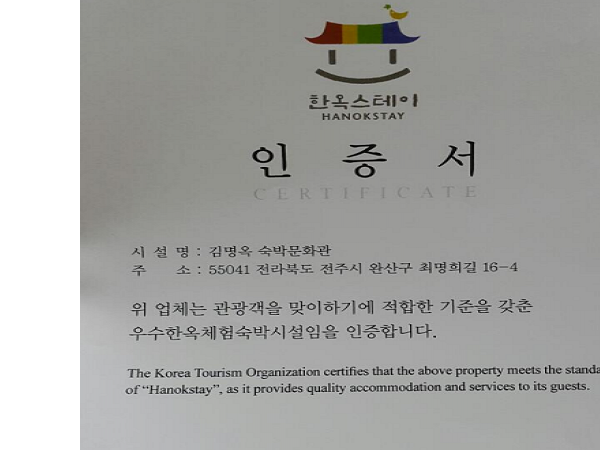 한옥스테이
HANOKSTAY
인 증 서
CERTIFICATE
시 설 명 : 김명옥 숙박문화관
주 소 : 55041 전라북도 전주시 완산구 최명희길 16-4
위 업체는 관광객을 맞이하기에 적합한 기준을 갖춘
우수한옥체험숙박시설임을 인증합니다.
The Korea Tourism Organization certifies that the above property meets the standa
of “Hanokstay”, as it provides quality accommodation and services to its guests.